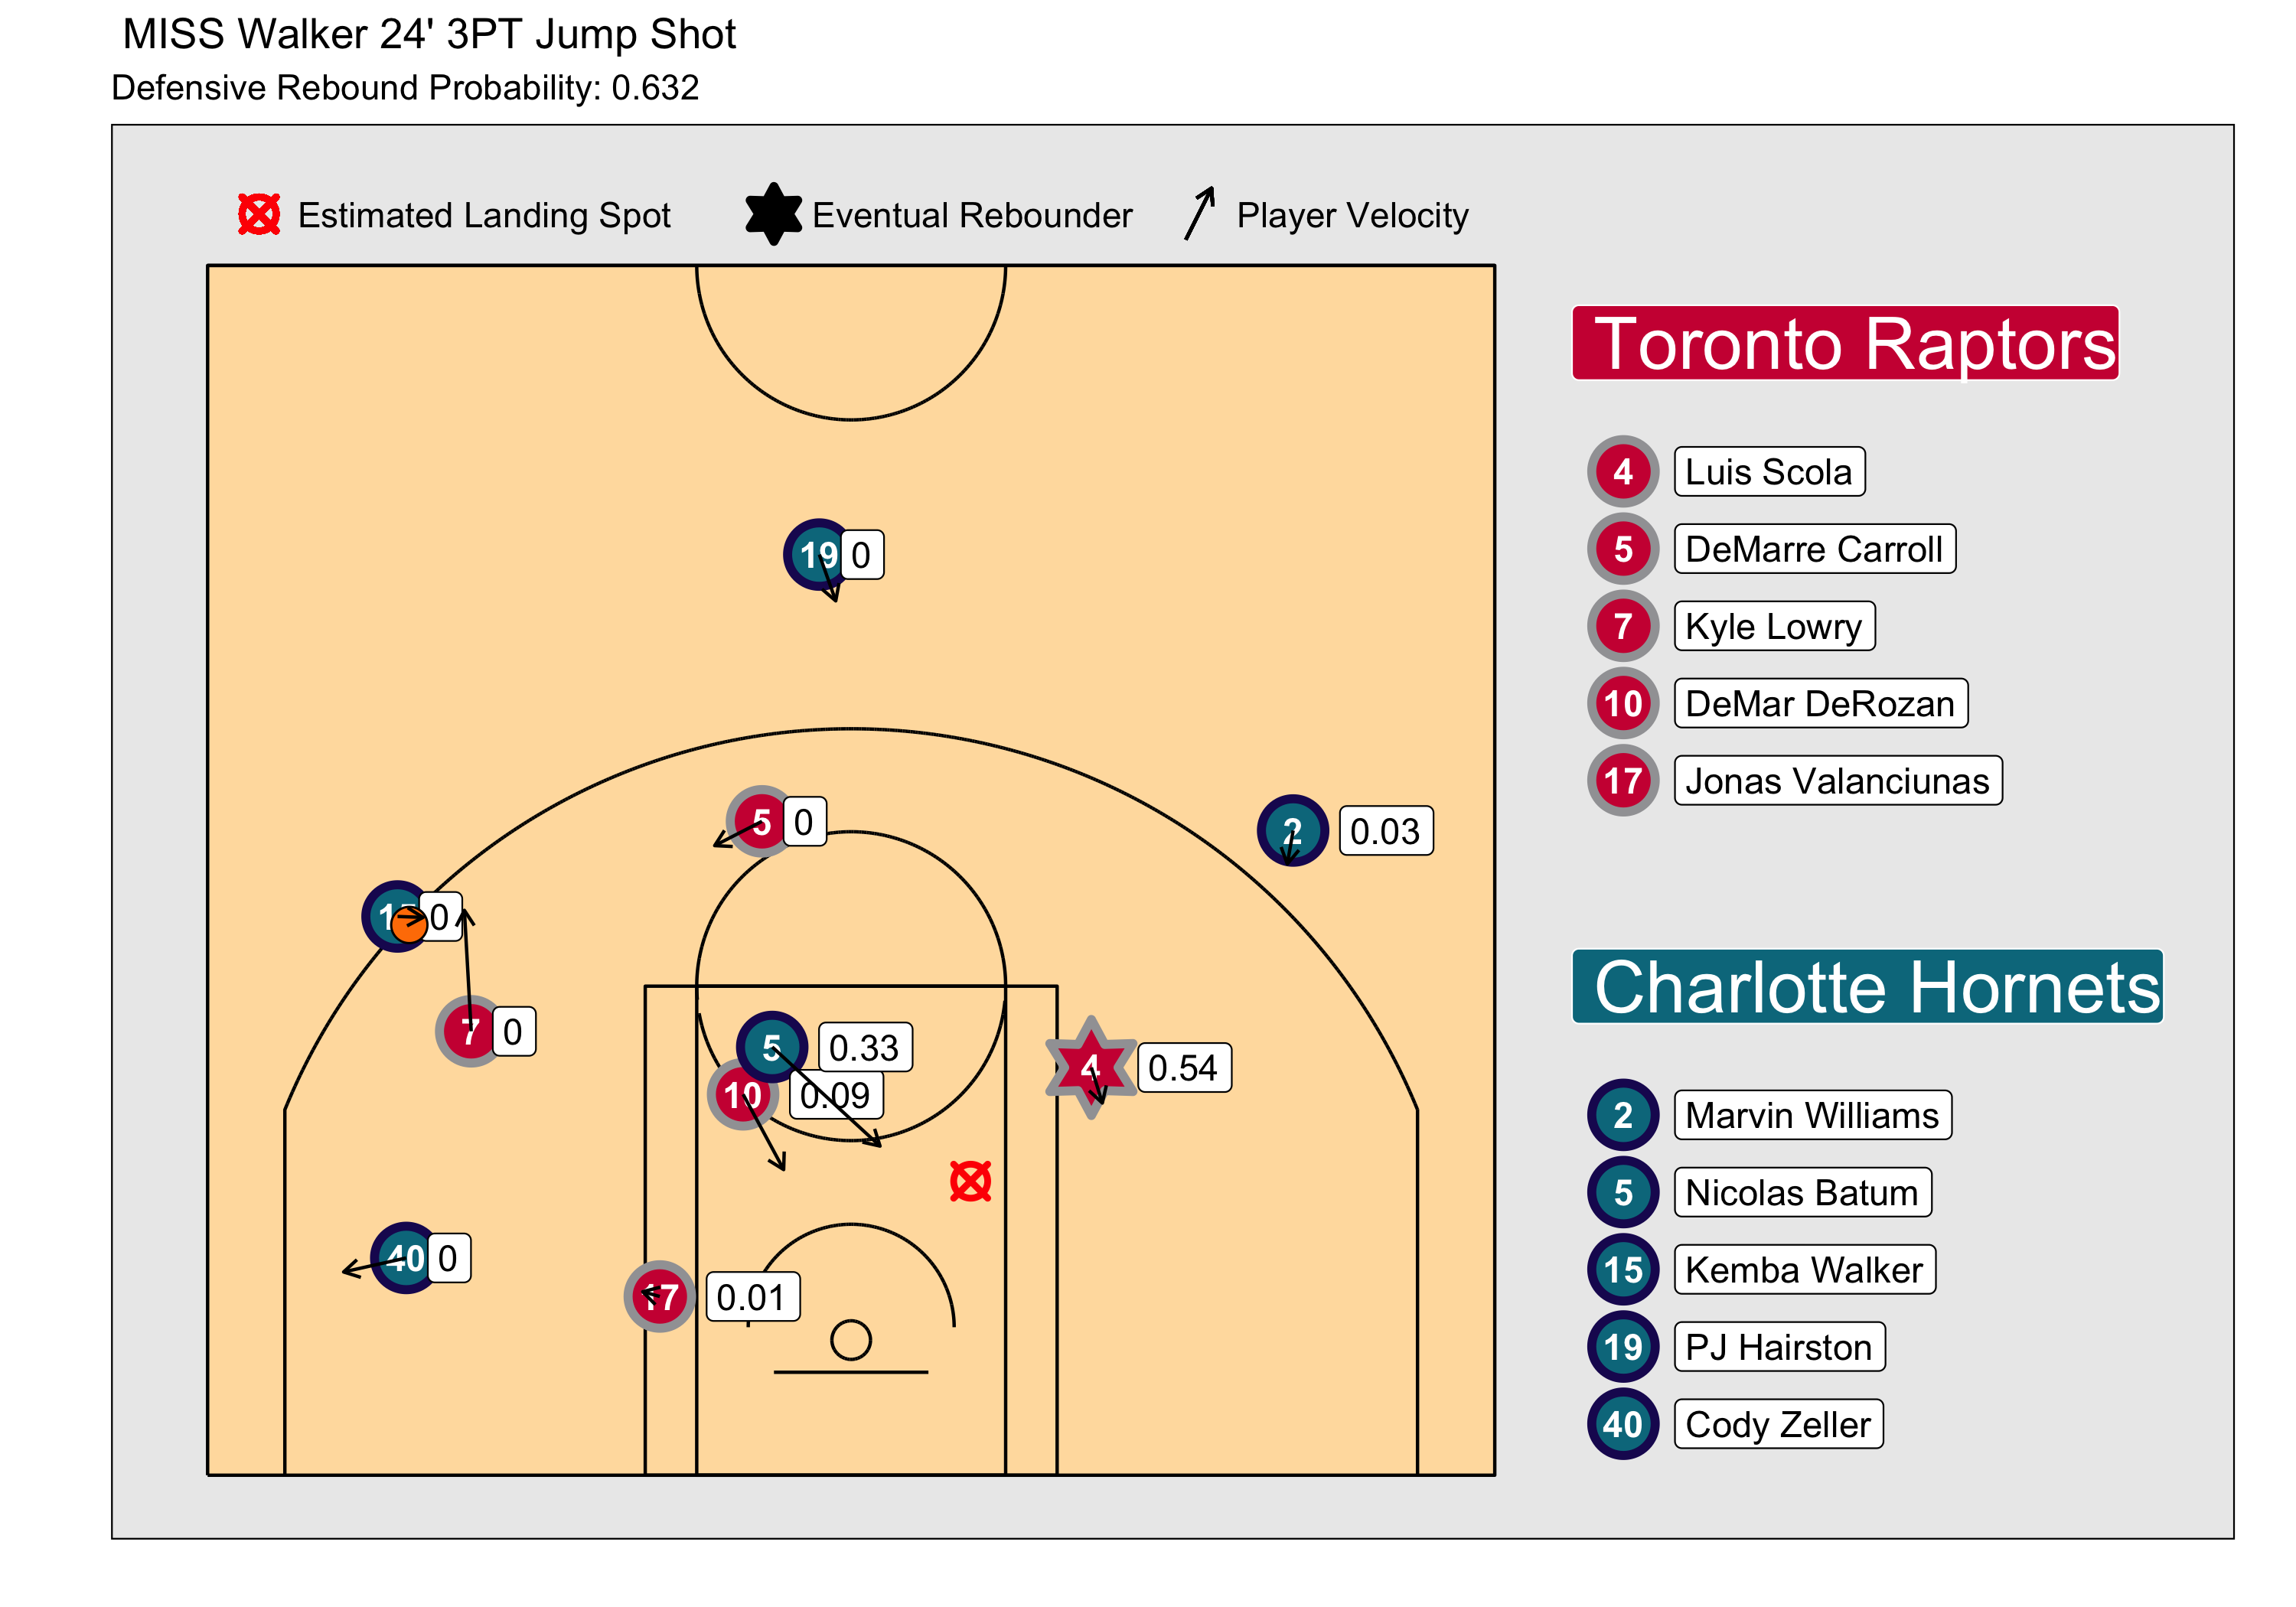 MISS Walker 24' 3PT Jump Shot
Defensive Rebound Probability: 0.632
Estimated Landing Spot
Eventual Rebounder
Player Velocity
Toronto Raptors
4 Luis Scola
5 DeMarre Carroll
7 Kyle Lowry
10 DeMar DeRozan
17 Jonas Valanciunas
Charlotte Hornets
2 Marvin Williams
5 Nicolas Batum
15 Kemba Walker
19 PJ Hairston
40 Cody Zeller
19 0
5 0
2 0.03
0
7 0
5 0.33
4 0.54
10 0.09
40 0
17 0.01